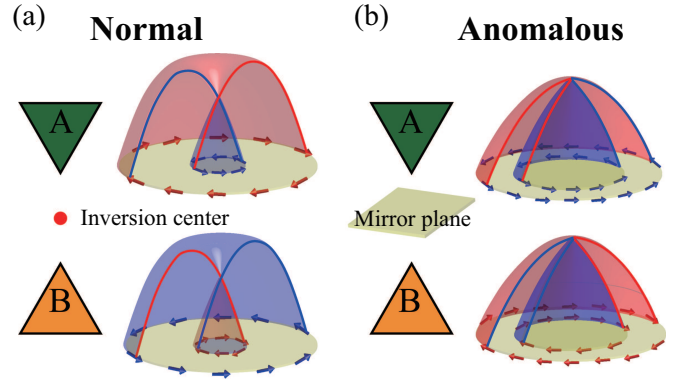 (a) Normal
(b) Anomalous
A
A
Inversion center
Mirror plane
B
B